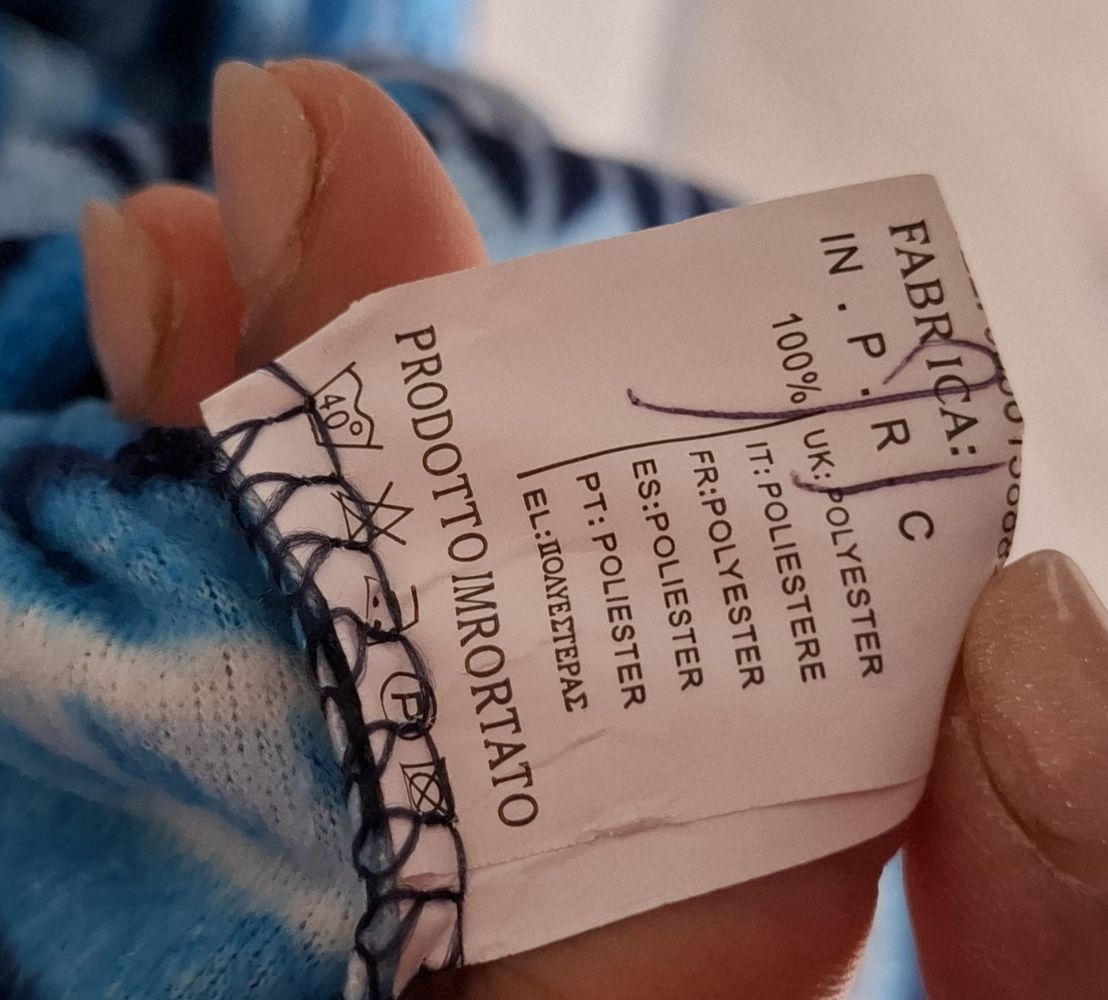 FABRICA:
IN . P . R C
100% UK:POLYESTER
IT:POLIESTERE
FR:POLYESTER
ES:POLIESTER
PT:POLIESTER
EL:ΠΟΛΥΕΣΤΕΡΑΣ
PRODOTTO IMRORTATO
40° P